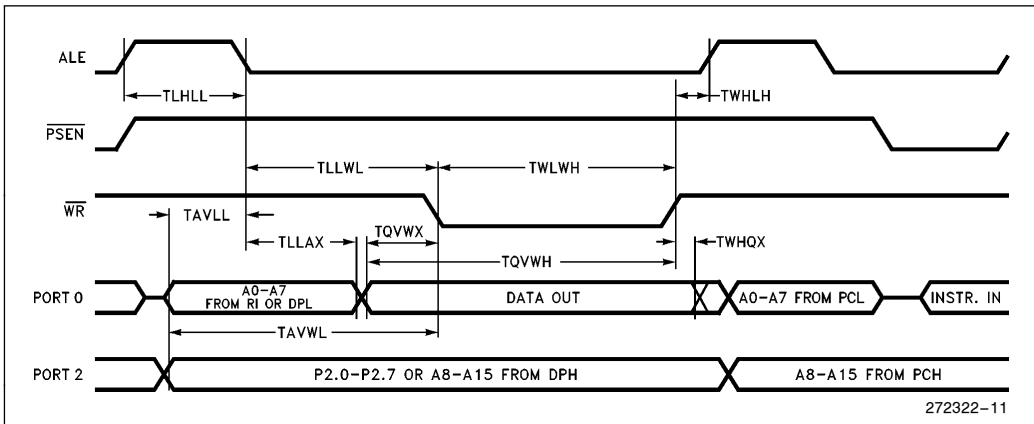 ALE
TLHLL
TWHLH
PSEN
TLLWL
TWLWH
WR
TAVLL
TQVWX
TLLAX
TWHQX
TQVWH
PORT 0
A0-A7
FROM RI OR DPL
DATA OUT
A0-A7 FROM PCL
INSTR. IN
TAVWL
PORT 2
P2.0-P2.7 OR A8-A15 FROM DPH
A8-A15 FROM PCH
272322-11